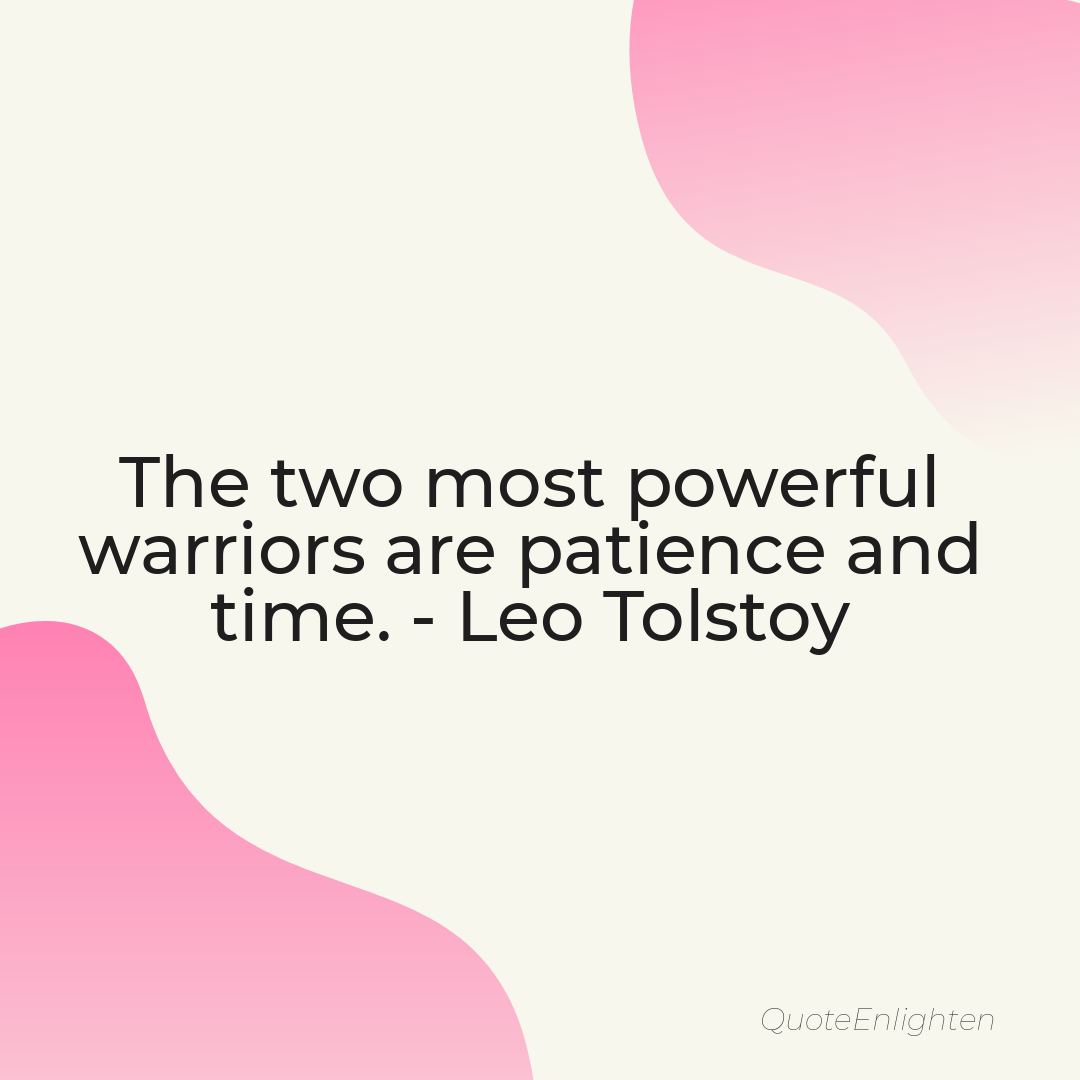 The two most powerful
warriors are patience and
time. - Leo Tolstoy
QuoteEnlighten